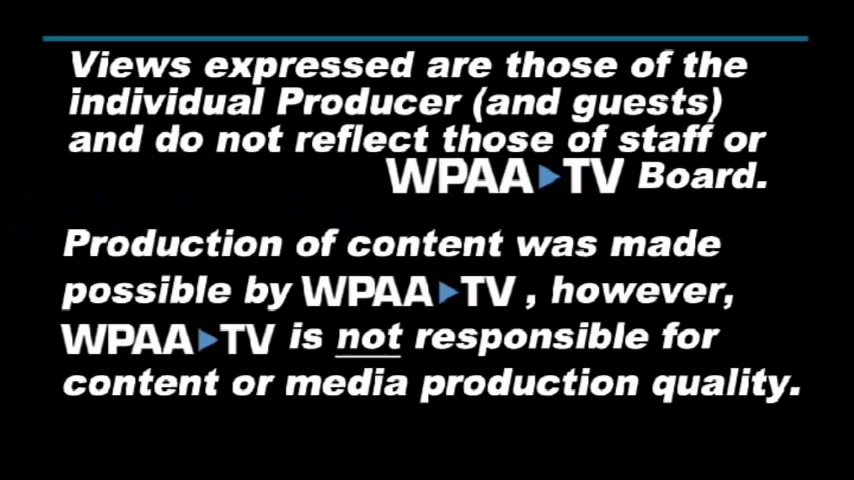 Views expressed are those of the
individual Producer (and guests)
and do not reflect those of staff or
WPAA TV Board.
Production of content was made
possible by WPAA TV , however,
WPAA TV is not responsible for
content or media production quality.